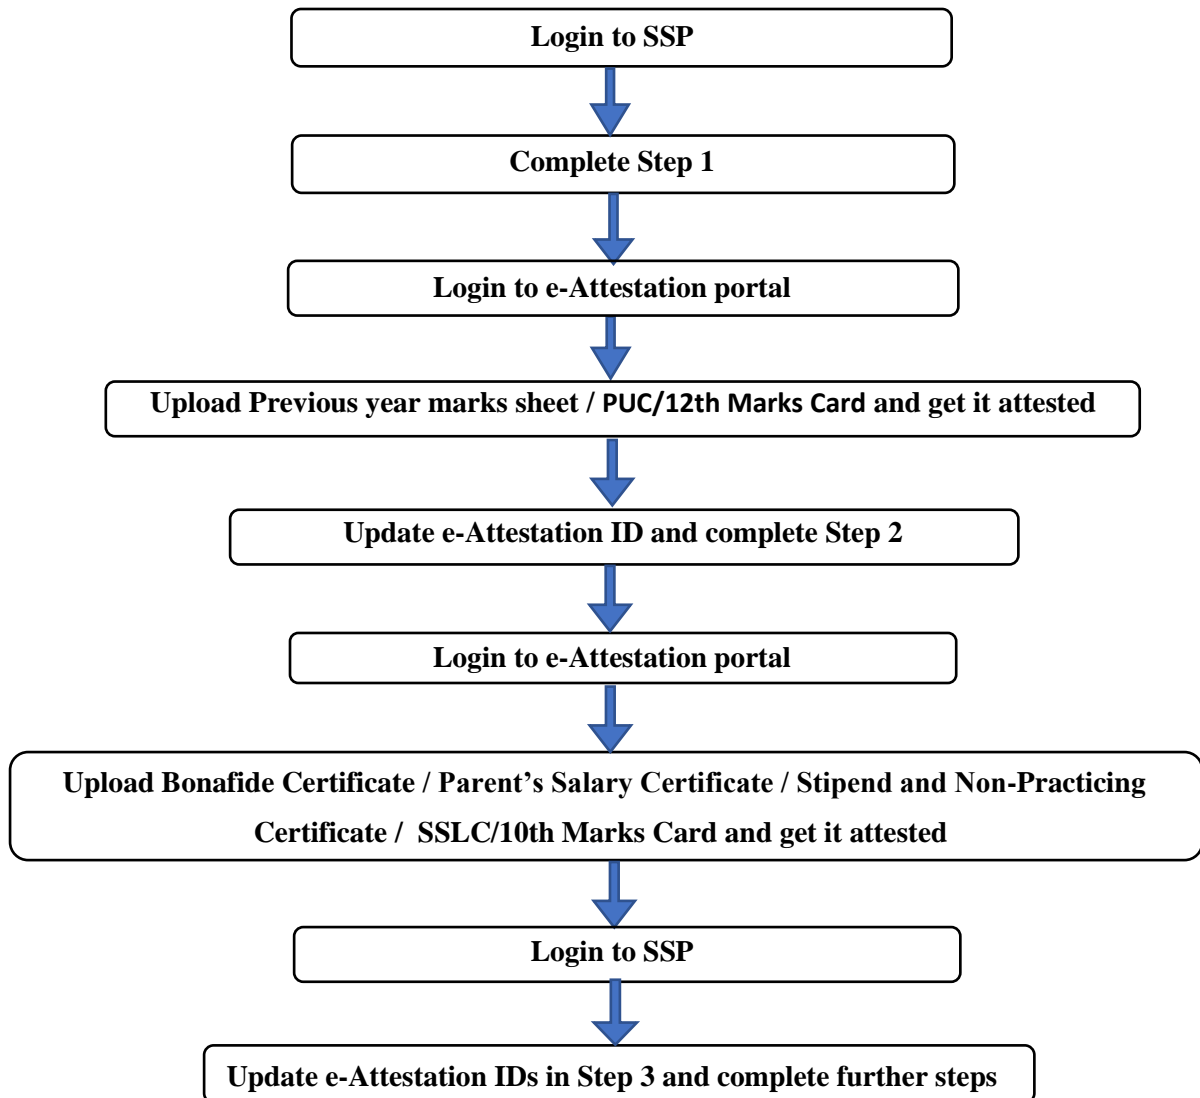 Login to SSP
Complete Step 1
Login to e-Attestation portal
Upload Previous year marks sheet / PUC/12th Marks Card and get it attested
Update e-Attestation ID and complete Step 2
Login to e-Attestation portal
Upload Bonafide Certificate / Parent’s Salary Certificate / Stipend and Non-Practicing
Certificate / SSLC/10th Marks Card and get it attested
Login to SSP
Update e-Attestation IDs in Step 3 and complete further steps